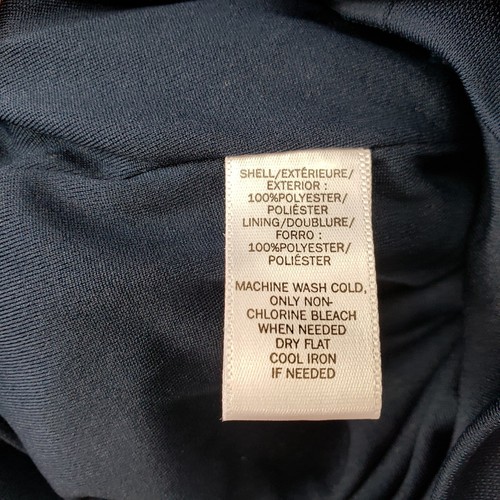 SHELL/EXTÉRIEURE/
EXTERIOR :
100%POLYESTER/
POLIÉSTER
LINING/DOUBLURE/
FORRO :
100%POLYESTER/
POLIÉSTER
MACHINE WASH COLD,
ONLY NON-
CHLORINE BLEACH
WHEN NEEDED
DRY FLAT
COOL IRON
IF NEEDED